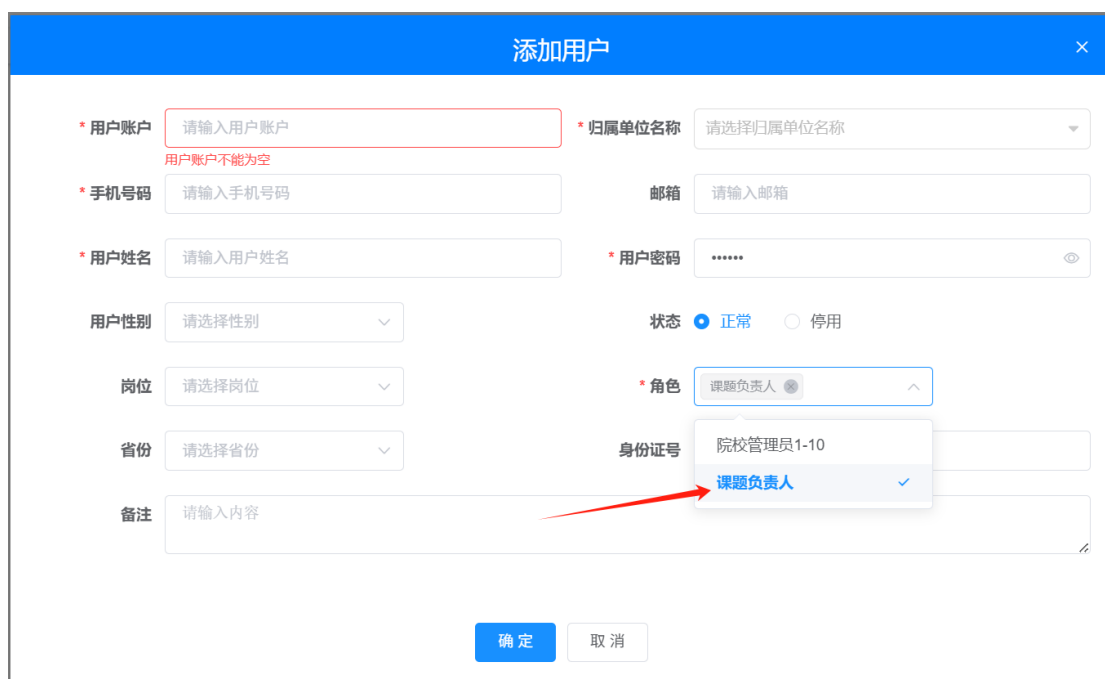 添加用户
* 用户账户 请输入用户账户 * 归属单位名称 请选择归属单位名称
用户账户不能为空
* 手机号码 请输入手机号码 邮箱 请输入邮箱
* 用户姓名 请输入用户姓名 * 用户密码 ••••••
用户性别 请选择性别 状态 正常 停用
岗位 请选择岗位 * 角色 课题负责人
省份 请选择省份 身份证号 院校管理员1-10
课题负责人
备注 请输入内容
确定 取消